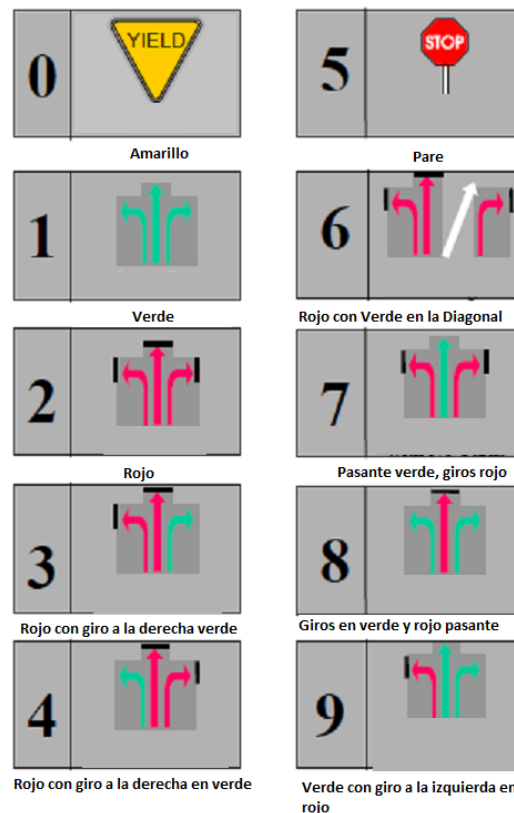 0
YIELD
Amarillo
5
STOP
Pare
1
Verde
6
Rojo con Verde en la Diagonal
2
Rojo
7
Pasante verde, giros rojo
3
Rojo con giro a la derecha verde
8
Giros en verde y rojo pasante
4
Rojo con giro a la derecha en verde
9
Verde con giro a la izquierda en
rojo